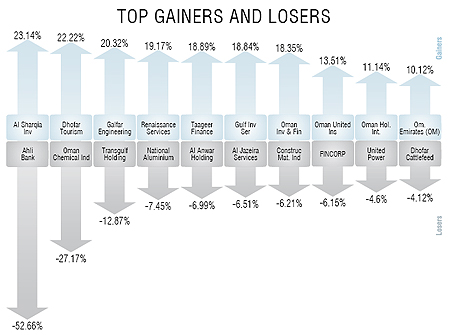 TOP GAINERS AND LOSERS
23.14% 22.22% 20.32% 19.17% 18.89% 18.84% 18.35% 13.51% 11.14% 10.12%
Gainers
Al Sharqia Dhofar Galfar Renaissance Taageer Gulf Inv Oman Oman United Oman Hol. Om.
Inv Tourism Engineering Services Finance Ser Inv & Fin Ins Int. Emirates (OM)
Ahli Oman Transgulf National Al Anwar Al Jazeira Construc FINCORP United Dhofar
Bank Chemical Ind Holding Aluminium Holding Services Mat. Ind Power Cattlefeed
-52.66% -27.17% -12.87% -7.45% -6.99% -6.51% -6.21% -6.15% -4.6% -4.12%
Losers